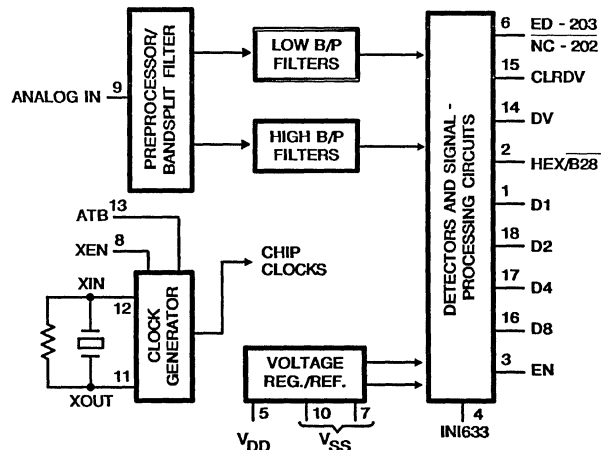 6 ED - 203
NC - 202
15 CLRDV
14 DV
2 HEX/B28
1 D1
18 D2
17 D4
16 D8
3 EN
4
INI633
DETECTORS AND SIGNAL -
PROCESSING CIRCUITS
LOW B/P
FILTERS
HIGH B/P
FILTERS
PREPROCESSOR/
BANDSPLIT FILTER
ANALOG IN 9
ATB 13
XEN 8
XIN
12
11
XOUT
CLOCK
GENERATOR
CHIP
CLOCKS
VOLTAGE
REG./REF.
5 10 7
VDD VSS